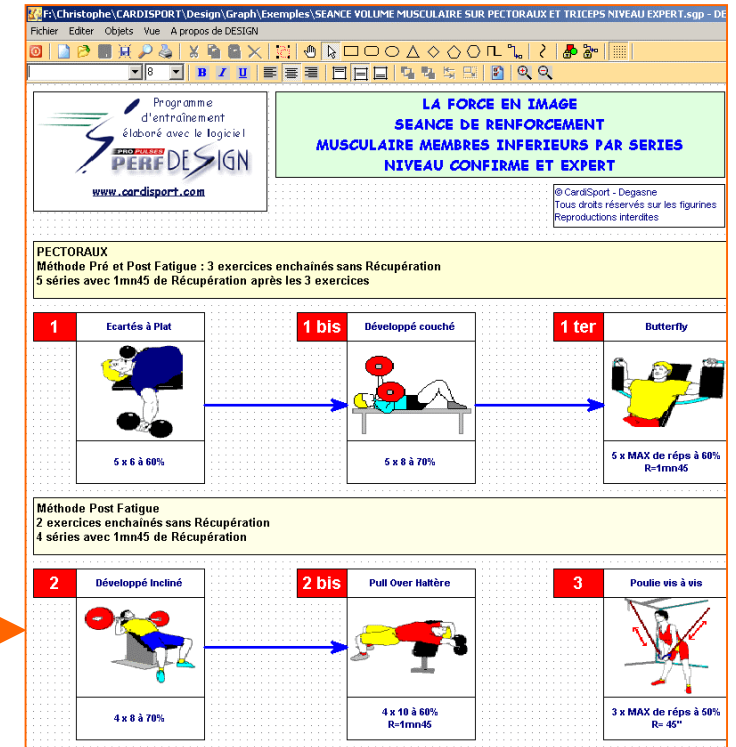 F:\Christophe\CARDISPORT\Design\Graph\Exemples\SEANCE VOLUME MUSCULAIRE SUR PECTORAUX ET TRICEPS NIVEAU EXPERT.sgp - DE
Fichier Editer Objets Vue A propos de DESIGN
8 B I U
Programme
d'entraînement
élaboré avec le logiciel
PRO PULSES
PERF DESIGN
www.cardisport.com
LA FORCE EN IMAGE
SEANCE DE RENFORCEMENT
MUSCULAIRE MEMBRES INFERIEURS PAR SERIES
NIVEAU CONFIRME ET EXPERT
© CardiSport - Degasne
Tous droits réservés sur les figurines
Reproductions interdites
PECTORAUX
Méthode Pré et Post Fatigue : 3 exercices enchaînés sans Récupération
5 séries avec 1mn45 de Récupération après les 3 exercices
1 Ecartés à Plat
5 x 6 à 60%
1 bis Développé couché
5 x 8 à 70%
1 ter Butterfly
5 x MAX de réps à 60%
R=1mn45
Méthode Post Fatigue
2 exercices enchaînés sans Récupération
4 séries avec 1mn45 de Récupération
2 Développé Incliné
4 x 8 à 70%
2 bis Pull Over Haltère
4 x 10 à 60%
R=1mn45
3 Poulie vis à vis
3 x MAX de réps à 50%
R= 45"